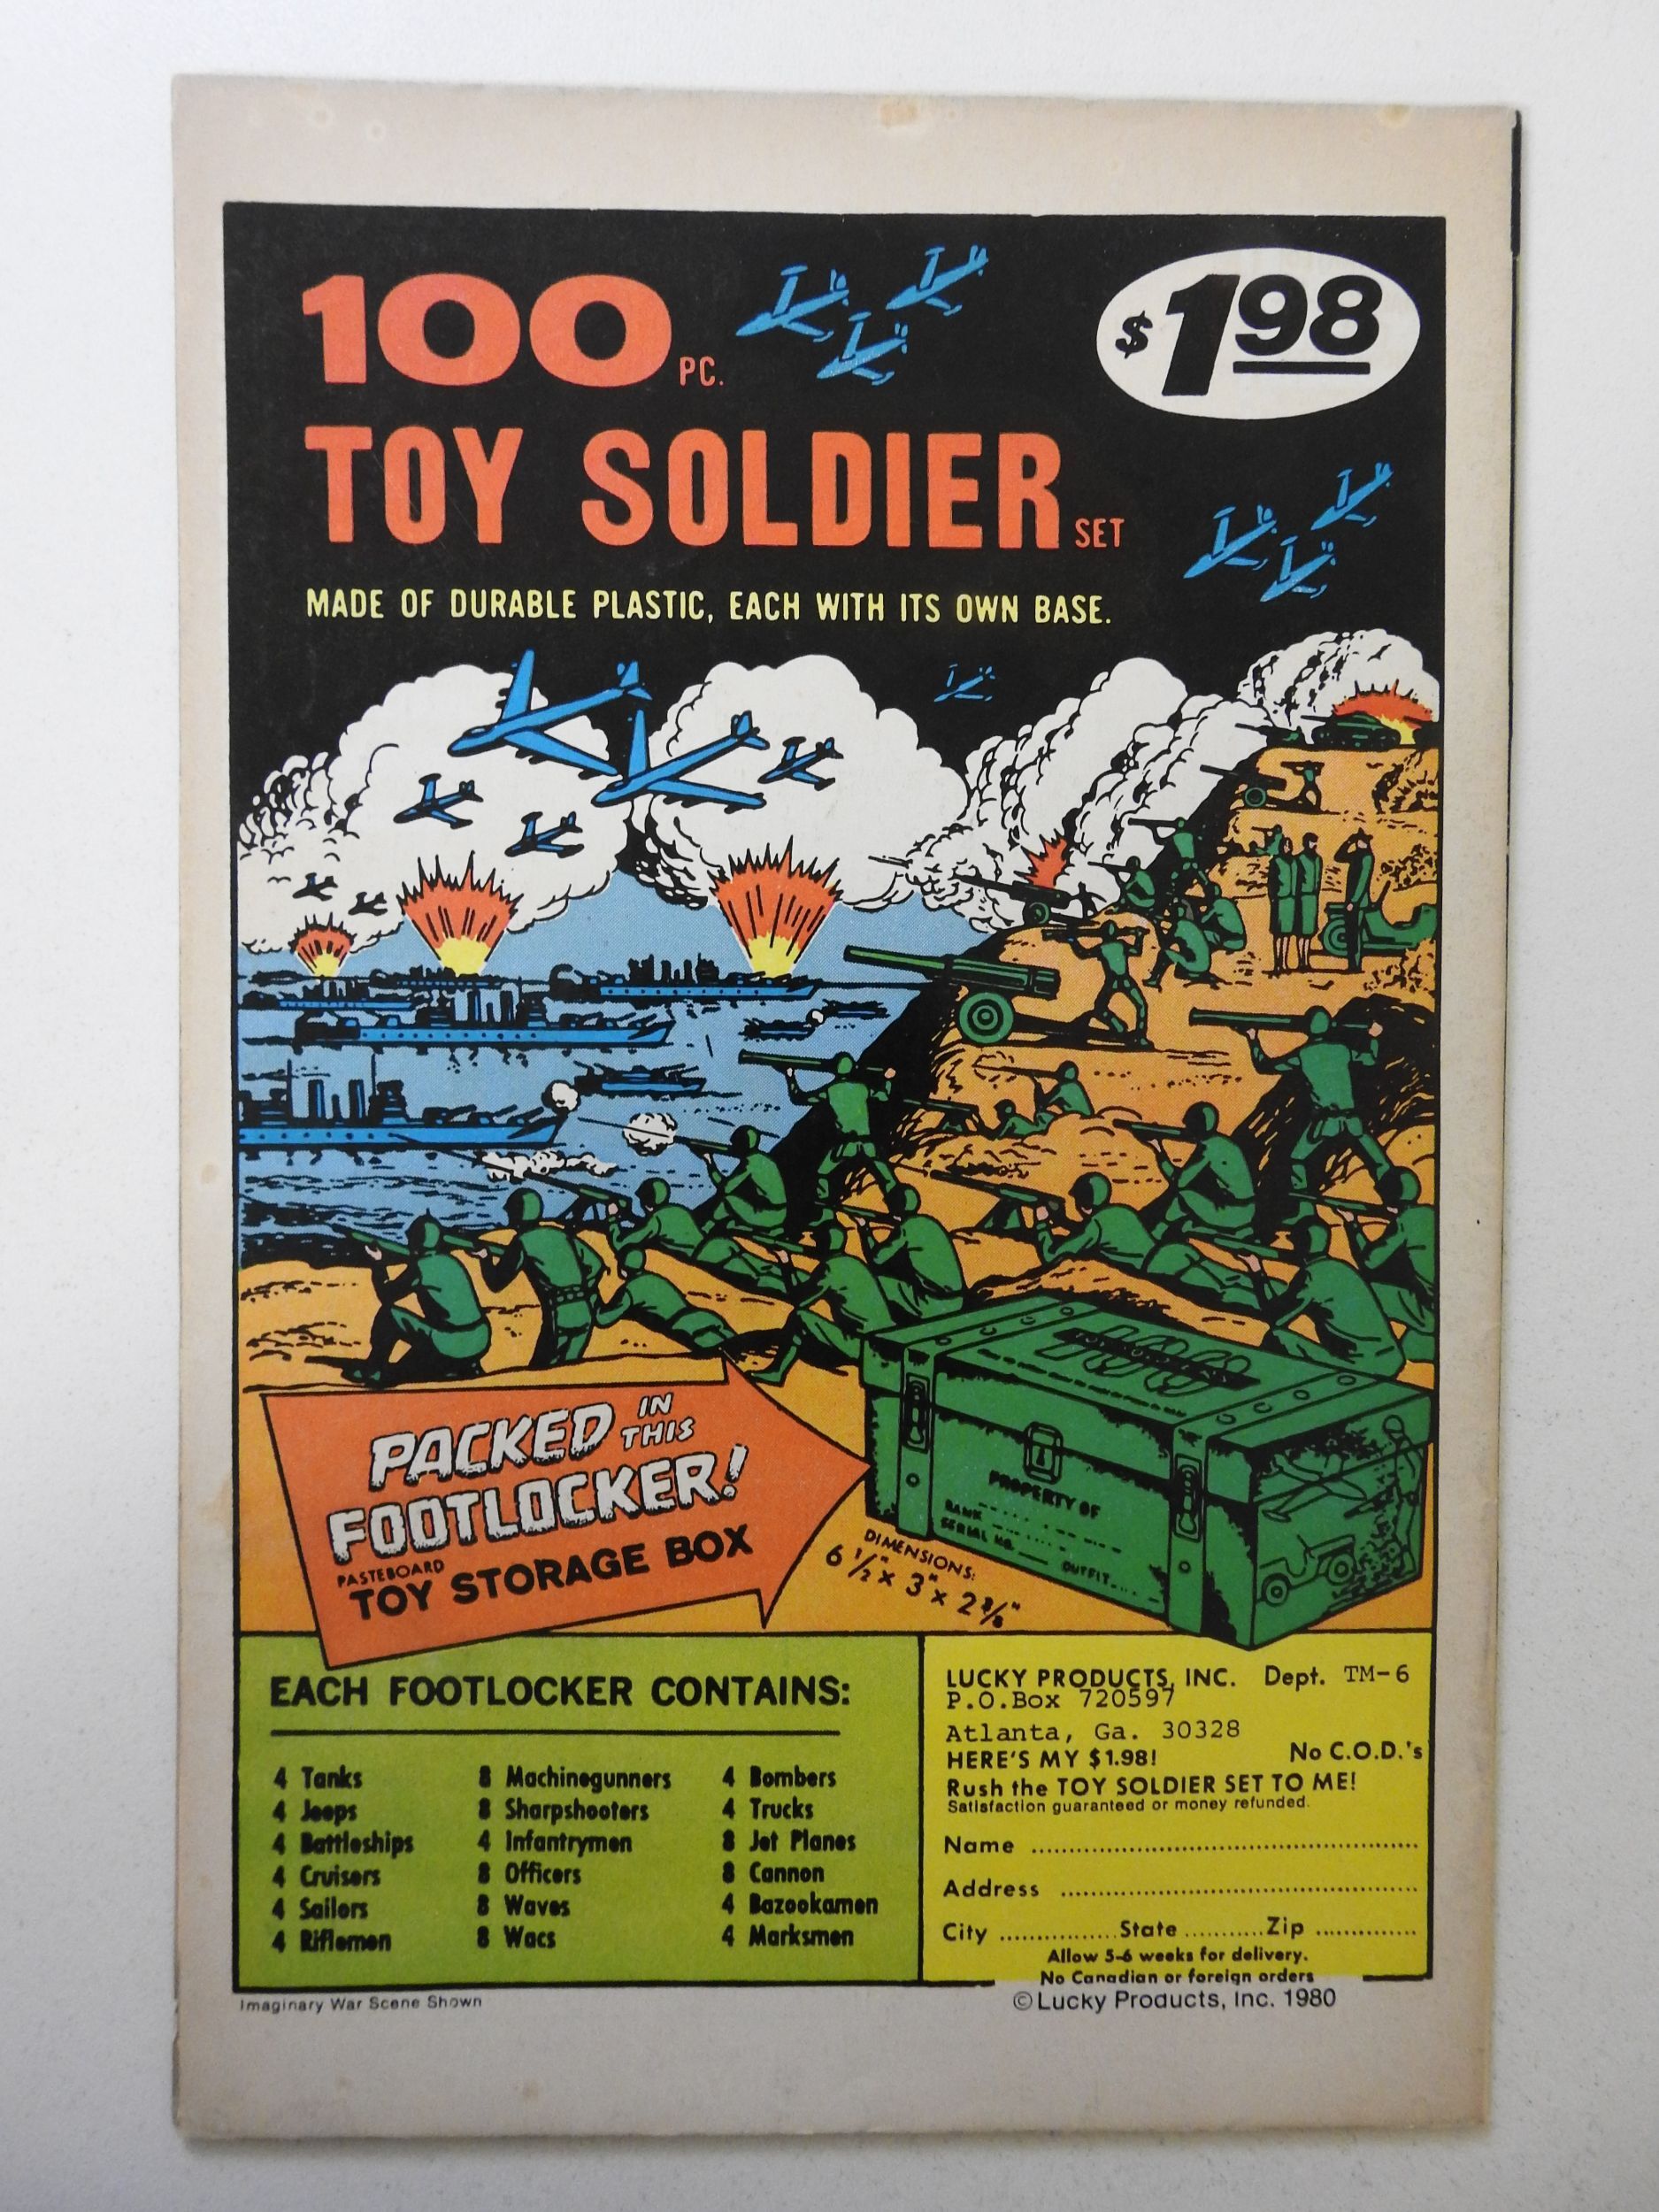 100 PC.
$1.98
TOY SOLDIER SET
MADE OF DURABLE PLASTIC, EACH WITH ITS OWN BASE.
PACKED IN THIS
FOOTLOCKER!
PASTEBOARD
TOY STORAGE BOX
100
PROPERTY OF
RANK
SERIAL NO.
OUTFIT
DIMENSIONS:
6 1/2" x 3" x 2 3/8"
EACH FOOTLOCKER CONTAINS:
4 Tanks
4 Jeeps
4 Battleships
4 Cruisers
4 Sailors
4 Riflemen
8 Machinegunners
8 Sharpshooters
4 Infantrymen
8 Officers
8 Waves
8 Wacs
4 Bombers
4 Trucks
8 Jet Planes
8 Cannon
4 Bazookamen
4 Marksmen
LUCKY PRODUCTS, INC. Dept. TM-6
P.O.Box 720597
Atlanta, Ga. 30328
HERE'S MY $1.98! No C.O.D.'s
Rush the TOY SOLDIER SET TO ME!
Satisfaction guaranteed or money refunded.
Name
Address
City State Zip
Allow 5-6 weeks for delivery.
No Canadian or foreign orders
Imaginary War Scene Shown
©Lucky Products, Inc. 1980